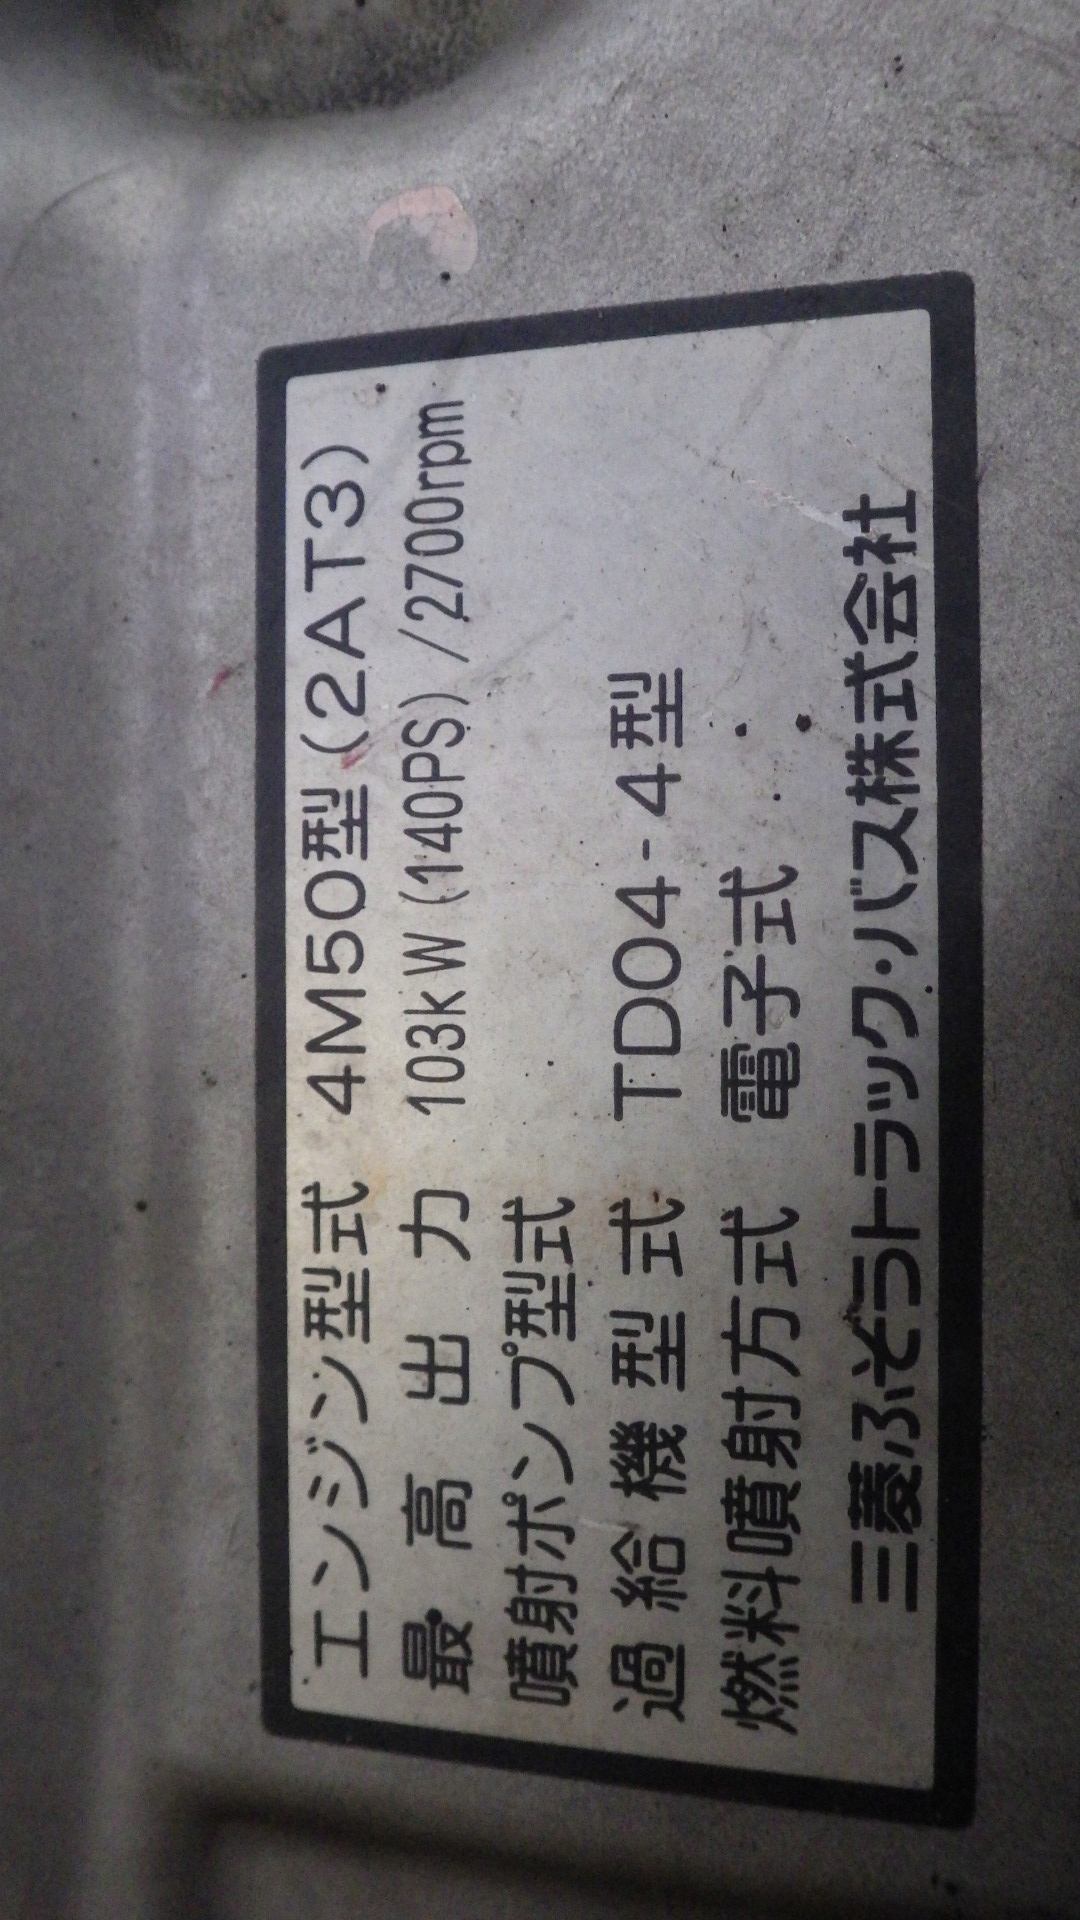 エンジン型式 4M50型(2AT3)
最高出力 103kW(140PS)/2700rpm
噴射ポンプ型式
過給機型式 TD04-4型
燃料噴射方式 電子式
三菱ふそうトラック・バス株式会社